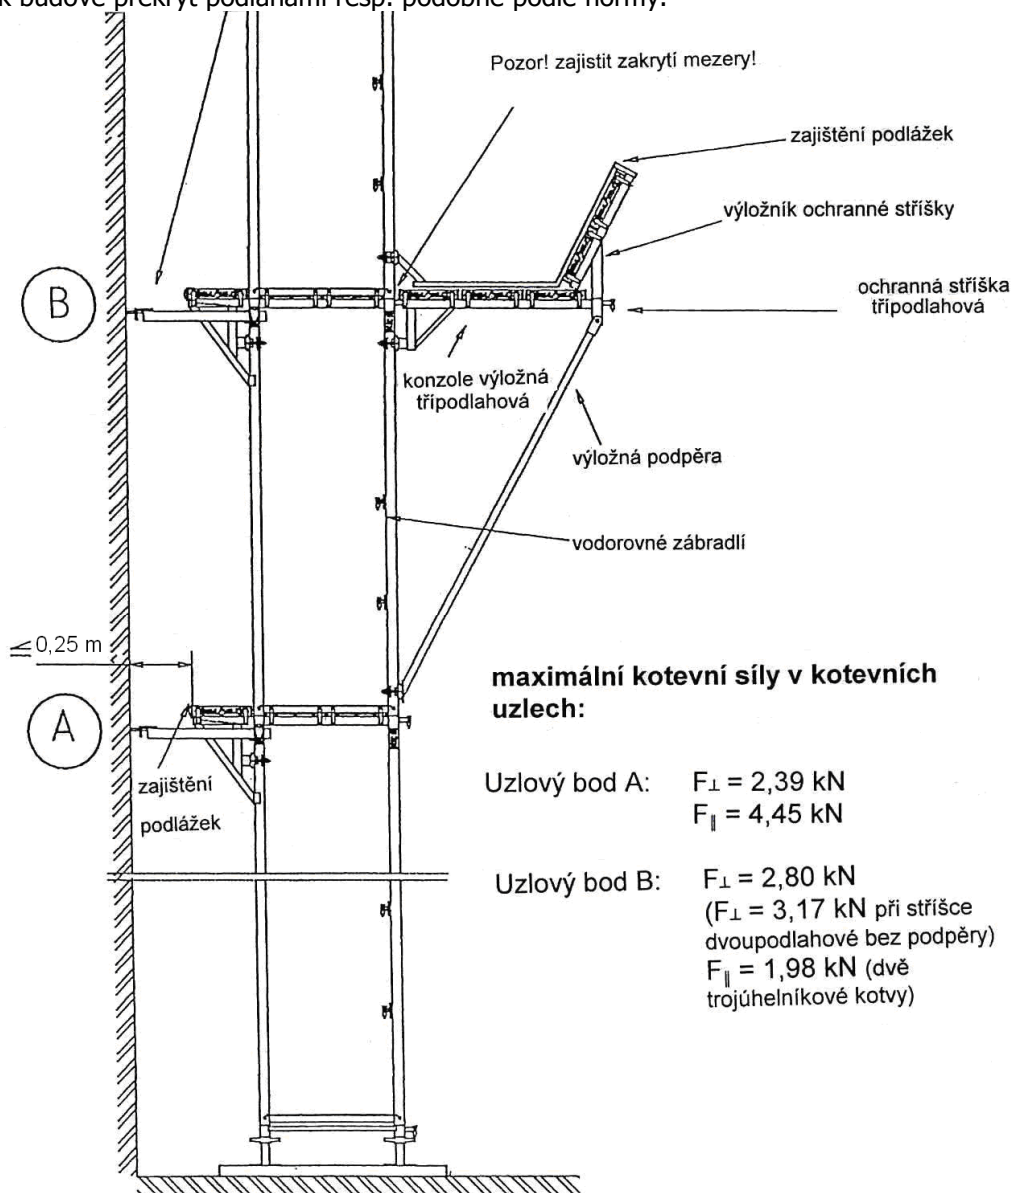 k budově překrýt podlahami resp. podobně podle normy.
Pozor! zajistit zakrytí mezery!
zajištění podlážek
výložník ochranné stříšky
ochranná stříška
třípodlahová
B
konzole výložná
třípodlahová
výložná podpěra
vodorovné zábradlí
≦ 0,25 m
A
zajištění
podlážek
maximální kotevní síly v kotevních
uzlech:
Uzlový bod A: F⊥ = 2,39 kN
F∥ = 4,45 kN
Uzlový bod B: F⊥ = 2,80 kN
(F⊥ = 3,17 kN při stříšce
dvoupodlahové bez podpěry)
F∥ = 1,98 kN (dvě
trojúhelníkové kotvy)